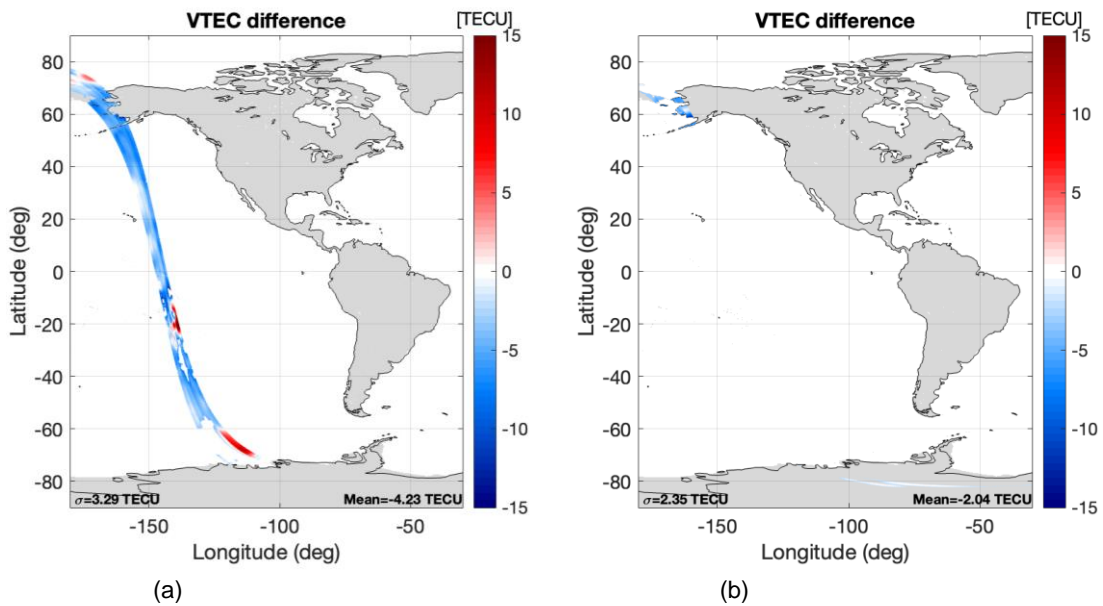 VTEC difference
[TECU]
15
10
5
0
-5
-10
-15
80
60
40
20
0
-20
-40
-60
-80
Latitude (deg)
σ=3.29 TECU
Mean=-4.23 TECU
-150
-100
-50
Longitude (deg)
(a)
VTEC difference
[TECU]
15
10
5
0
-5
-10
-15
80
60
40
20
0
-20
-40
-60
-80
Latitude (deg)
σ=2.35 TECU
Mean=-2.04 TECU
-150
-100
-50
Longitude (deg)
(b)